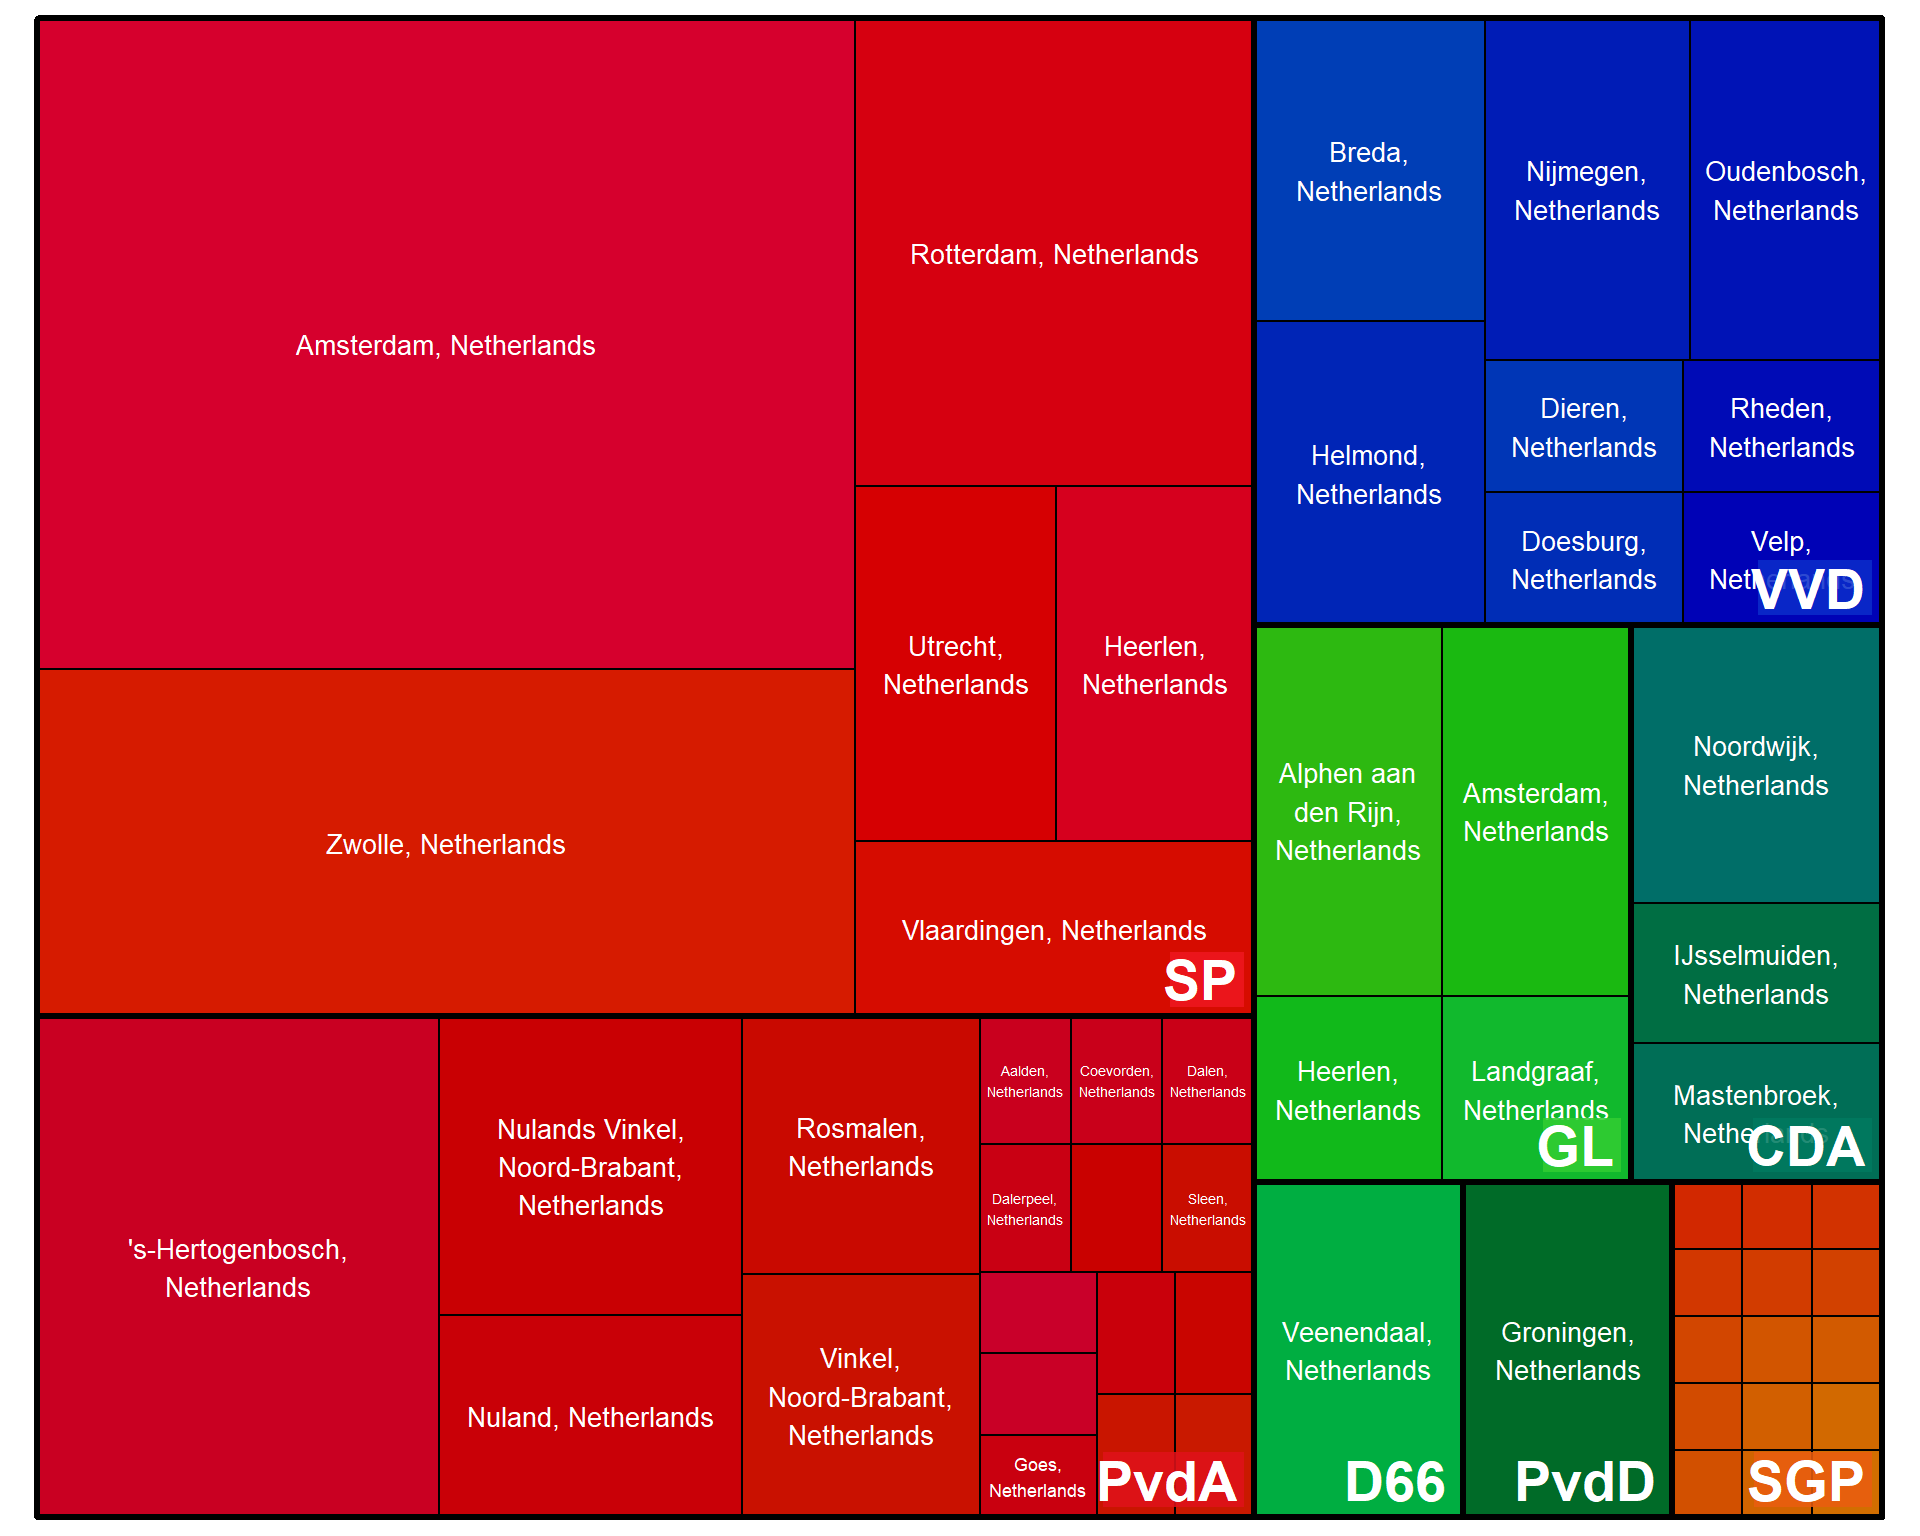 Amsterdam, Netherlands
Zwolle, Netherlands
Rotterdam, Netherlands
Utrecht,
Netherlands
Heerlen,
Netherlands
Vlaardingen, Netherlands
SP
Breda,
Netherlands
Helmond,
Netherlands
Nijmegen,
Netherlands
Oudenbosch,
Netherlands
Dieren,
Netherlands
Rheden,
Netherlands
Doesburg,
Netherlands
Velp,
Netherlands
VVD
Alphen aan
den Rijn,
Netherlands
Amsterdam,
Netherlands
Heerlen,
Netherlands
Landgraaf,
Netherlands
GL
Noordwijk,
Netherlands
IJsselmuiden,
Netherlands
Mastenbroek,
Netherlands
CDA
's-Hertogenbosch,
Netherlands
Nulands Vinkel,
Noord-Brabant,
Netherlands
Nuland, Netherlands
Rosmalen,
Netherlands
Vinkel,
Noord-Brabant,
Netherlands
Aalden,
Netherlands
Coevorden,
Netherlands
Dalen,
Netherlands
Dalerpeel,
Netherlands
Sleen,
Netherlands
Goes,
Netherlands
PvdA
Veenendaal,
Netherlands
D66
Groningen,
Netherlands
PvdD
SGP